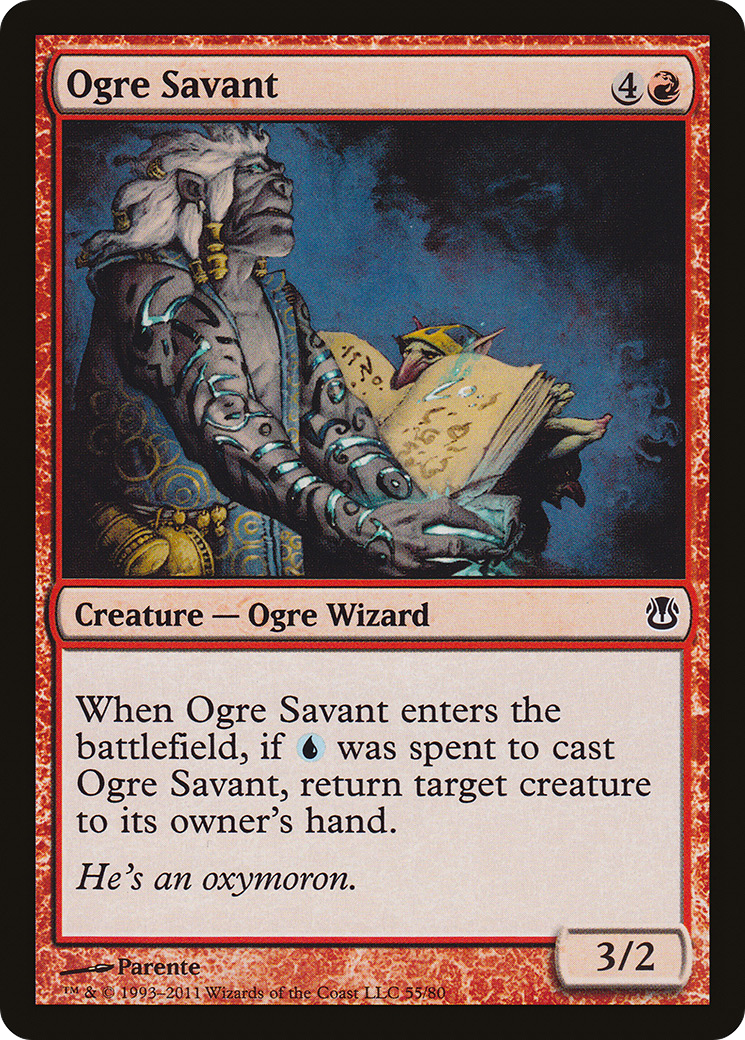 Ogre Savant 4
Creature — Ogre Wizard
When Ogre Savant enters the
battlefield, if was spent to cast
Ogre Savant, return target creature
to its owner's hand.
He's an oxymoron.
Parente
3/2
™ & © 1993–2011 Wizards of the Coast LLC 55/80